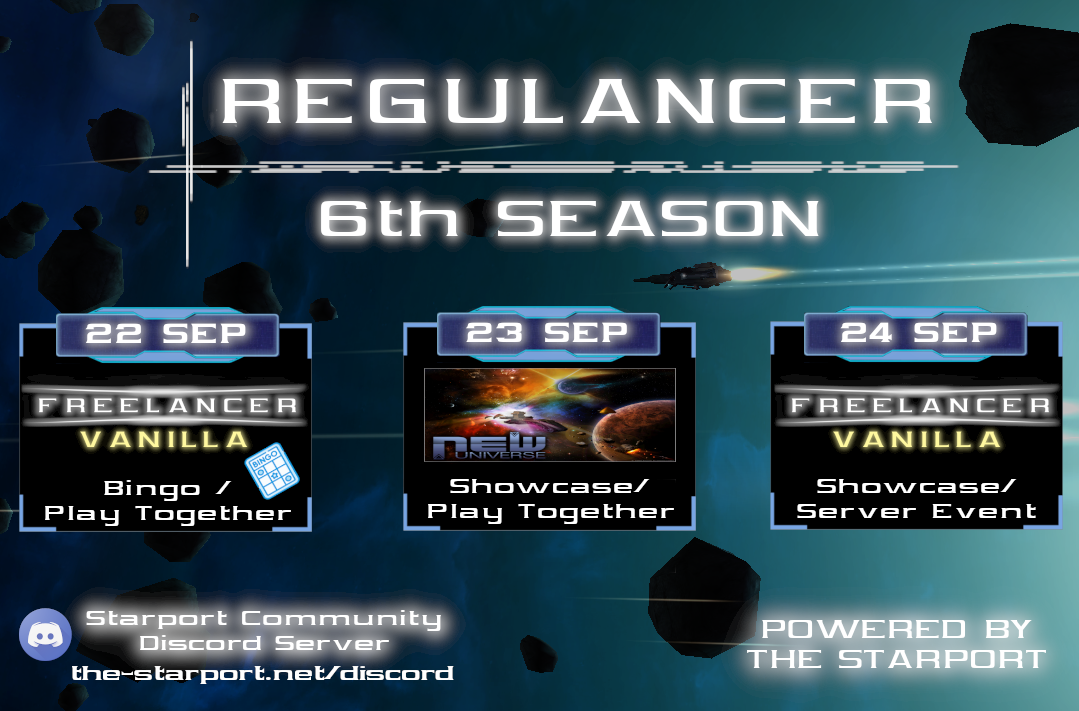 REGULANCER
6th SEASON
22 SEP
FREELANCER
VANILLA
BINGO
Bingo /
Play Together
23 SEP
NEW
UNIVERSE
Showcase/
Play Together
24 SEP
FREELANCER
VANILLA
Showcase/
Server Event
Starport Community
Discord Server
the-starport.net/discord
POWERED BY
THE STARPORT